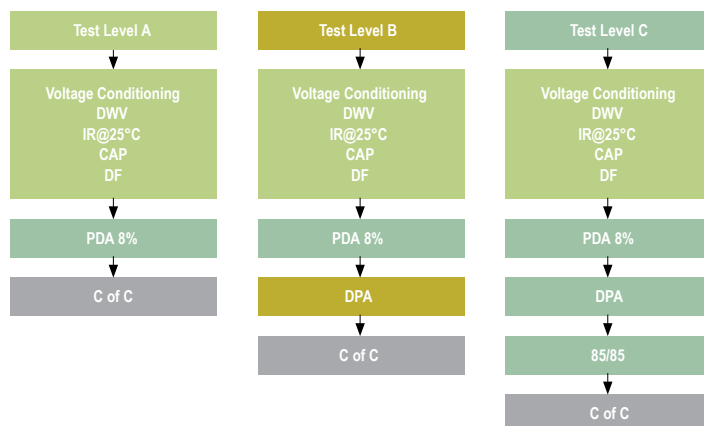 Test Level A
Voltage Conditioning
DWV
IR@25°C
CAP
DF
PDA 8%
C of C
Test Level B
Voltage Conditioning
DWV
IR@25°C
CAP
DF
PDA 8%
DPA
C of C
Test Level C
Voltage Conditioning
DWV
IR@25°C
CAP
DF
PDA 8%
DPA
85/85
C of C